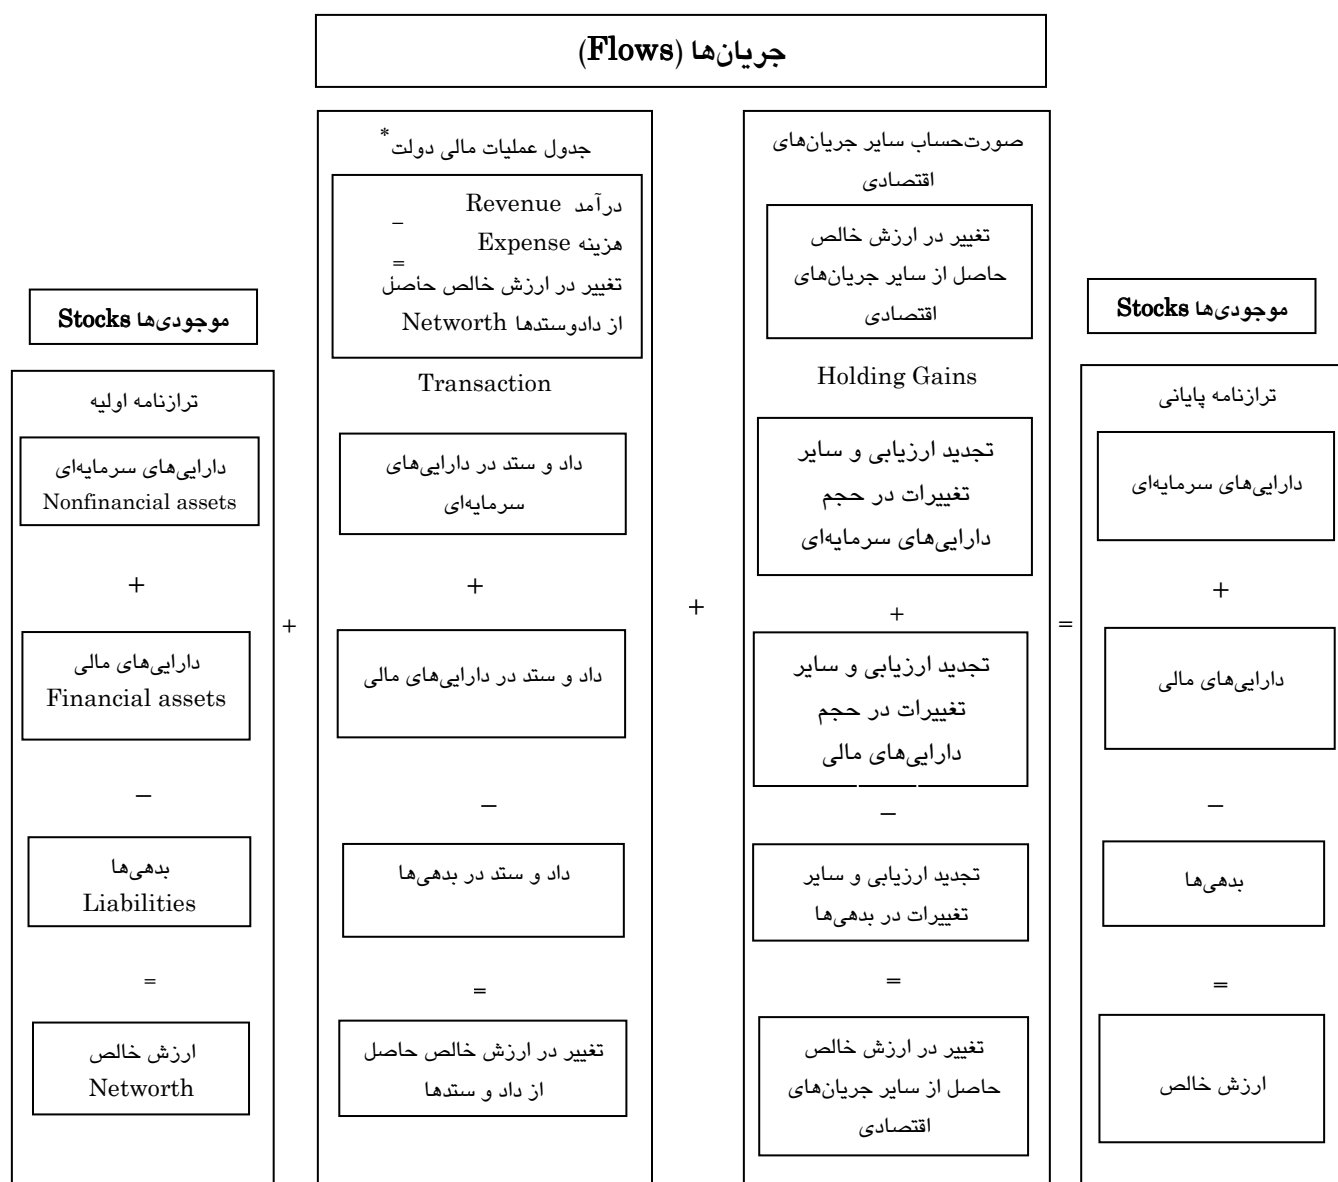 جریان‌ها (Flows)
موجودی‌ها Stocks
ترازنامه اولیه
دارایی‌های سرمایه‌ای
Nonfinancial assets
+
دارایی‌های مالی
Financial assets
–
بدهی‌ها
Liabilities
=
ارزش خالص
Networth
+
جدول عملیات مالی دولت*
درآمد Revenue
–
هزینه Expense
=
تغییر در ارزش خالص حاصل
از دادوستدها Networth
Transaction
داد و ستد در دارایی‌های
سرمایه‌ای
+
داد و ستد در دارایی‌های مالی
–
داد و ستد در بدهی‌ها
=
تغییر در ارزش خالص حاصل
از داد و ستدها
+
صورت‌حساب سایر جریان‌های
اقتصادی
تغییر در ارزش خالص
حاصل از سایر جریان‌های
اقتصادی
Holding Gains
تجدید ارزیابی و سایر
تغییرات در حجم
دارایی‌های سرمایه‌ای
+
تجدید ارزیابی و سایر
تغییرات در حجم
دارایی‌های مالی
–
تجدید ارزیابی و سایر
تغییرات در بدهی‌ها
=
تغییر در ارزش خالص
حاصل از سایر جریان‌های
اقتصادی
=
موجودی‌ها Stocks
ترازنامه پایانی
دارایی‌های سرمایه‌ای
+
دارایی‌های مالی
–
بدهی‌ها
=
ارزش خالص